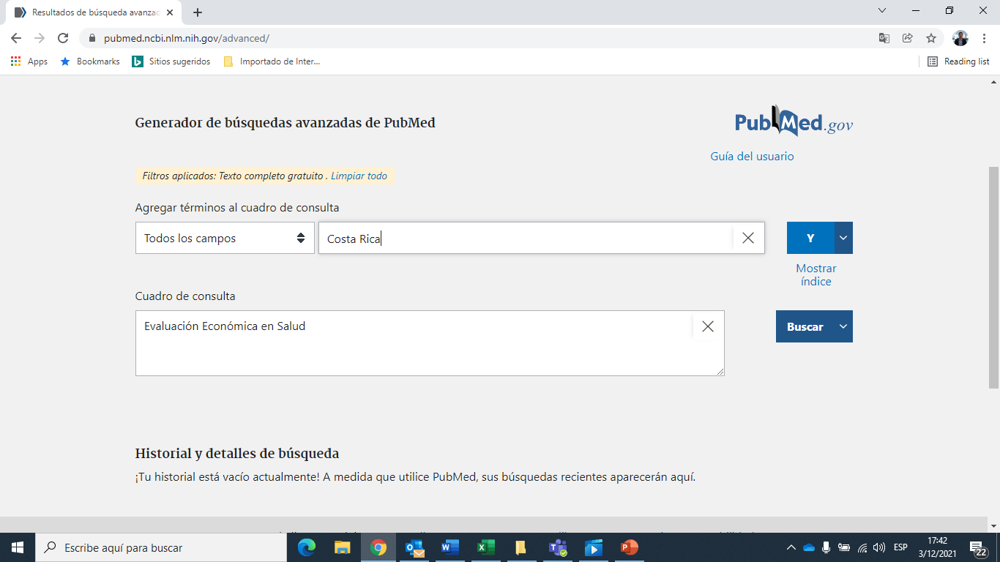 Resultados de búsqueda avanzad
pubmed.ncbi.nlm.nih.gov/advanced/
Apps Bookmarks Sitios sugeridos Importado de Inter... Reading list
Generador de búsquedas avanzadas de PubMed
PubMed.gov
Guía del usuario
Filtros aplicados: Texto completo gratuito . Limpiar todo
Agregar términos al cuadro de consulta
Todos los campos Costa Rica Y
Mostrar
índice
Cuadro de consulta
Evaluación Económica en Salud Buscar
Historial y detalles de búsqueda
¡Tu historial está vacío actualmente! A medida que utilice PubMed, sus búsquedas recientes aparecerán aquí.
Escribe aquí para buscar ESP 17:42
3/12/2021 22